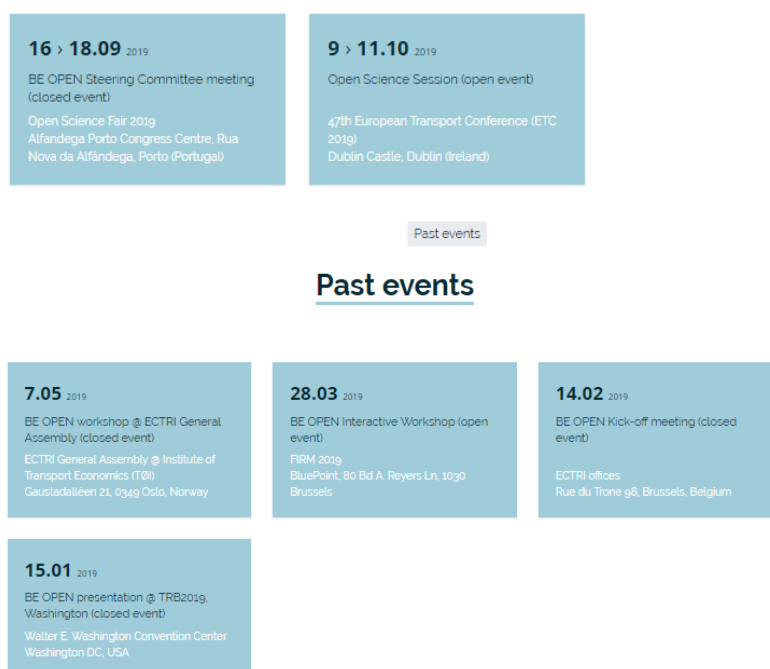 16 › 18.09 2019
BE OPEN Steering Committee meeting
(closed event)
Open Science Fair 2019
Alfandega Porto Congress Centre, Rua
Nova da Alfândega, Porto (Portugal)
9 › 11.10 2019
Open Science Session (open event)
47th European Transport Conference (ETC
2019)
Dublin Castle, Dublin (Ireland)
Past events
Past events
7.05 2019
BE OPEN workshop @ ECTRI General
Assembly (closed event)
ECTRI General Assembly @ Institute of
Transport Economics (TØI)
Gaustadalléen 21, 0349 Oslo, Norway
28.03 2019
BE OPEN Interactive Workshop (open
event)
FIRM 2019
BluePoint, 80 Bd A. Reyers Ln, 1030
Brussels
14.02 2019
BE OPEN Kick-off meeting (closed
event)
ECTRI offices
Rue du Trone 98, Brussels, Belgium
15.01 2019
BE OPEN presentation @ TRB2019,
Washington (closed event)
Walter E. Washington Convention Center
Washington DC, USA